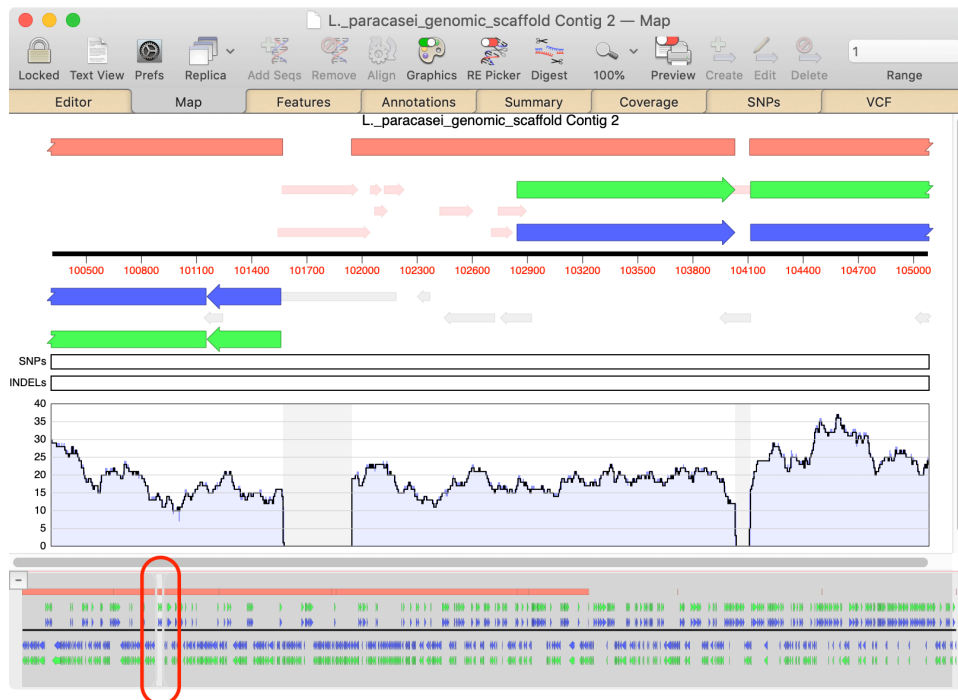 L._paracasei_genomic_scaffold Contig 2 — Map
Locked Text View Prefs Replica Add Seqs Remove Align Graphics RE Picker Digest 100% Preview Create Edit Delete Range
1
Editor Map Features Annotations Summary Coverage SNPs VCF
L._paracasei_genomic_scaffold Contig 2
100500 100800 101100 101400 101700 102000 102300 102600 102900 103200 103500 103800 104100 104400 104700 105000
SNPs
INDELs
40
35
30
25
20
15
10
5
0